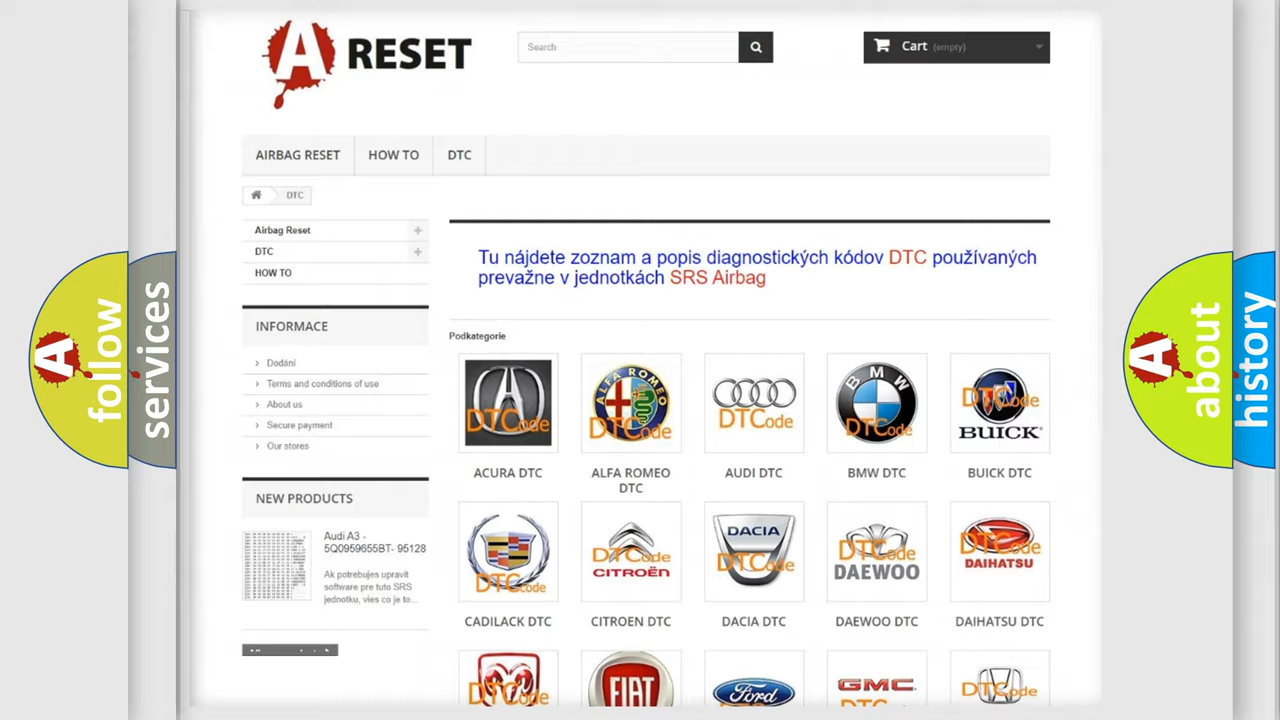 A RESET
Search
Cart (empty)
AIRBAG RESET
HOW TO
DTC
DTC
Airbag Reset
DTC
HOW TO
Tu nájdete zoznam a popis diagnostických kódov DTC používaných
prevažne v jednotkách SRS Airbag
INFORMACE
Dodání
Terms and conditions of use
About us
Secure payment
Our stores
NEW PRODUCTS
Audi A3 -
5Q0959655BT- 95128
Ak potrebujes upravit
software pre tuto SRS
jednotku, vies co je to...
Podkategorie
DTCode
ALFA ROMEO
DTCode
DTCode
BMW
DTCode
DTCode
BUICK
ACURA DTC
ALFA ROMEO
DTC
AUDI DTC
BMW DTC
BUICK DTC
DTCode
DTCode
CITROËN
DACIA
DTCode
DTCode
DAEWOO
DTCode
DAIHATSU
CADILACK DTC
CITROEN DTC
DACIA DTC
DAEWOO DTC
DAIHATSU DTC
DTCode
FIAT
Ford
GMC
DTCode
A follow
services
A about
history